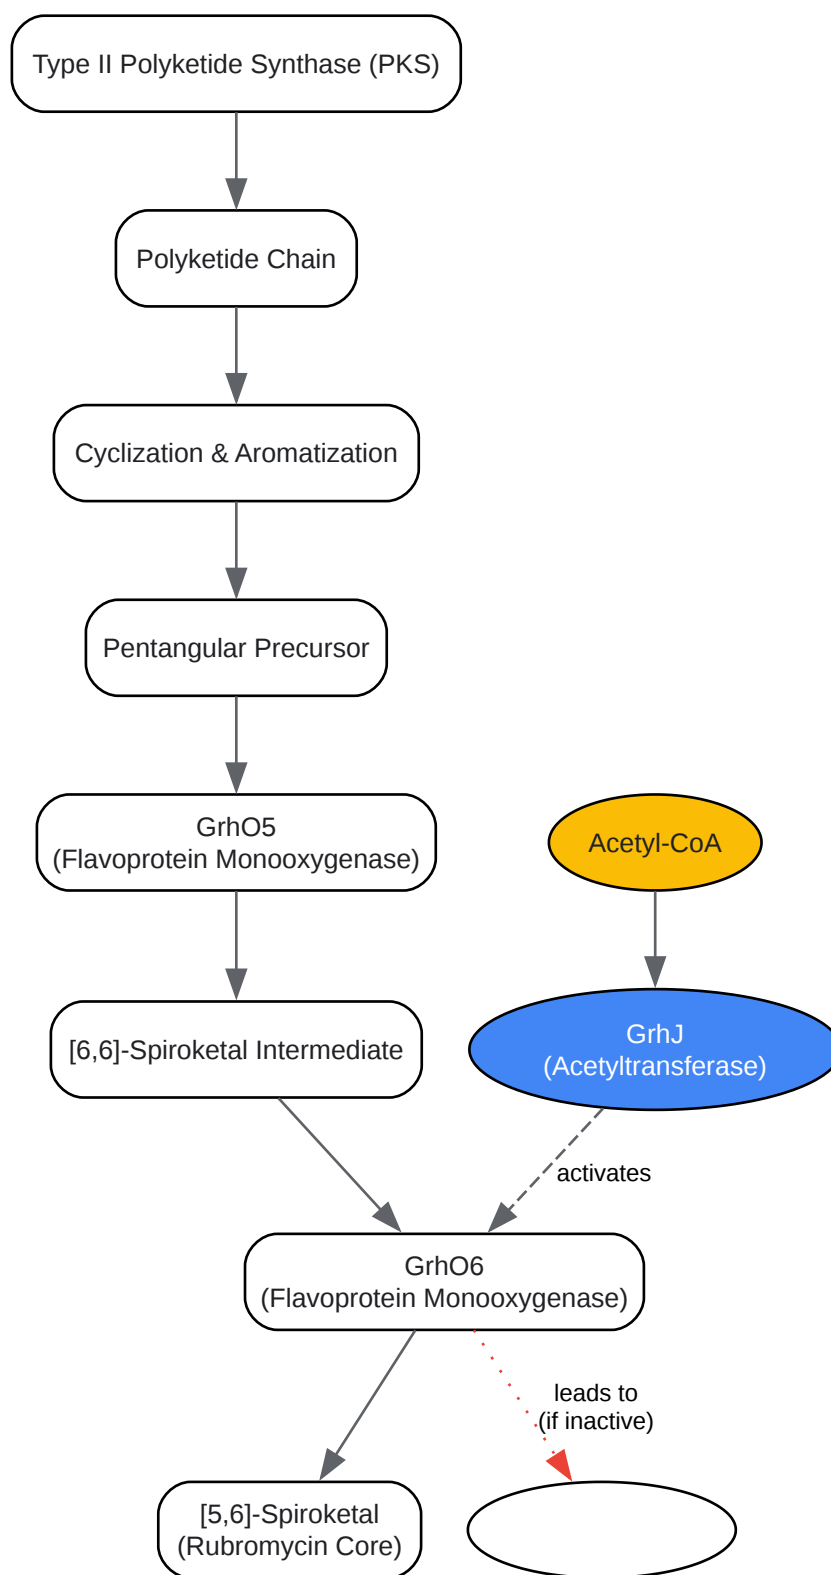 Type II Polyketide Synthase (PKS)
Polyketide Chain
Cyclization & Aromatization
Pentangular Precursor
GrhO5
(Flavoprotein Monooxygenase)
Acetyl-CoA
[6,6]-Spiroketal Intermediate
GrhJ
(Acetyltransferase)
activates
GrhO6
(Flavoprotein Monooxygenase)
leads to
(if inactive)
[5,6]-Spiroketal
(Rubromycin Core)